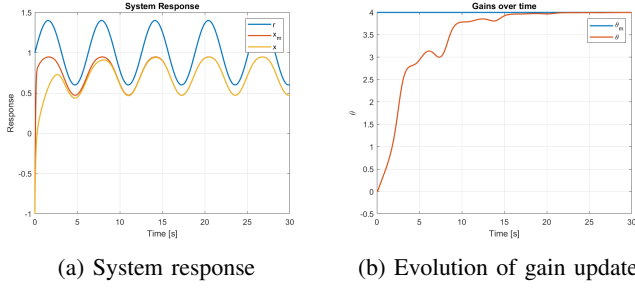 System Response
r
x_m
x
Response
1.5
1
0.5
0
-0.5
-1
0 5 10 15 20 25 30
Time [s]
(a) System response
Gains over time
θ_m
θ
θ
4
3.5
3
2.5
2
1.5
1
0.5
0
-0.5
0 5 10 15 20 25 30
Time [s]
(b) Evolution of gain update